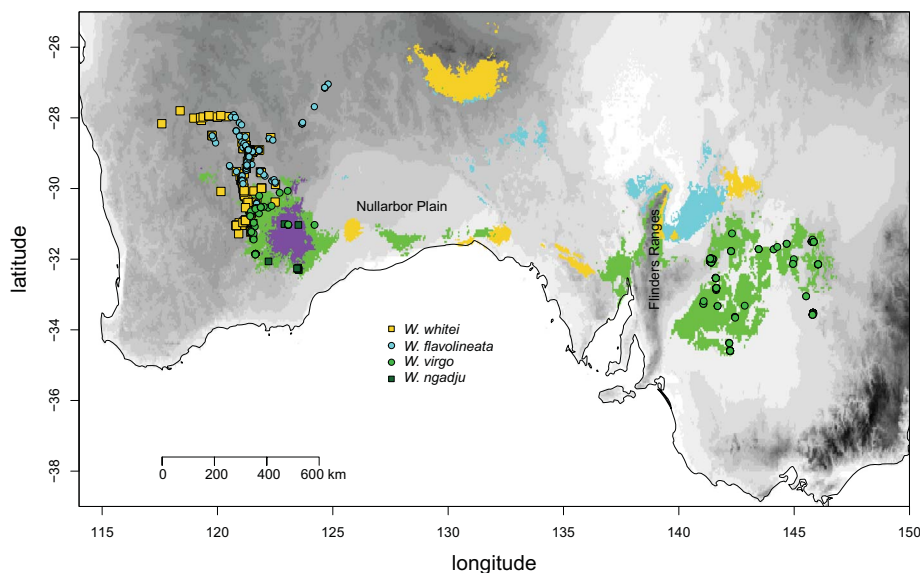 −26
−28
−30
−32
−34
−36
−38
latitude
Nullarbor Plain
Flinders Ranges
W. whitei
W. flavolineata
W. virgo
W. ngadju
0 200 400 600 km
115 120 125 130 135 140 145 150
longitude